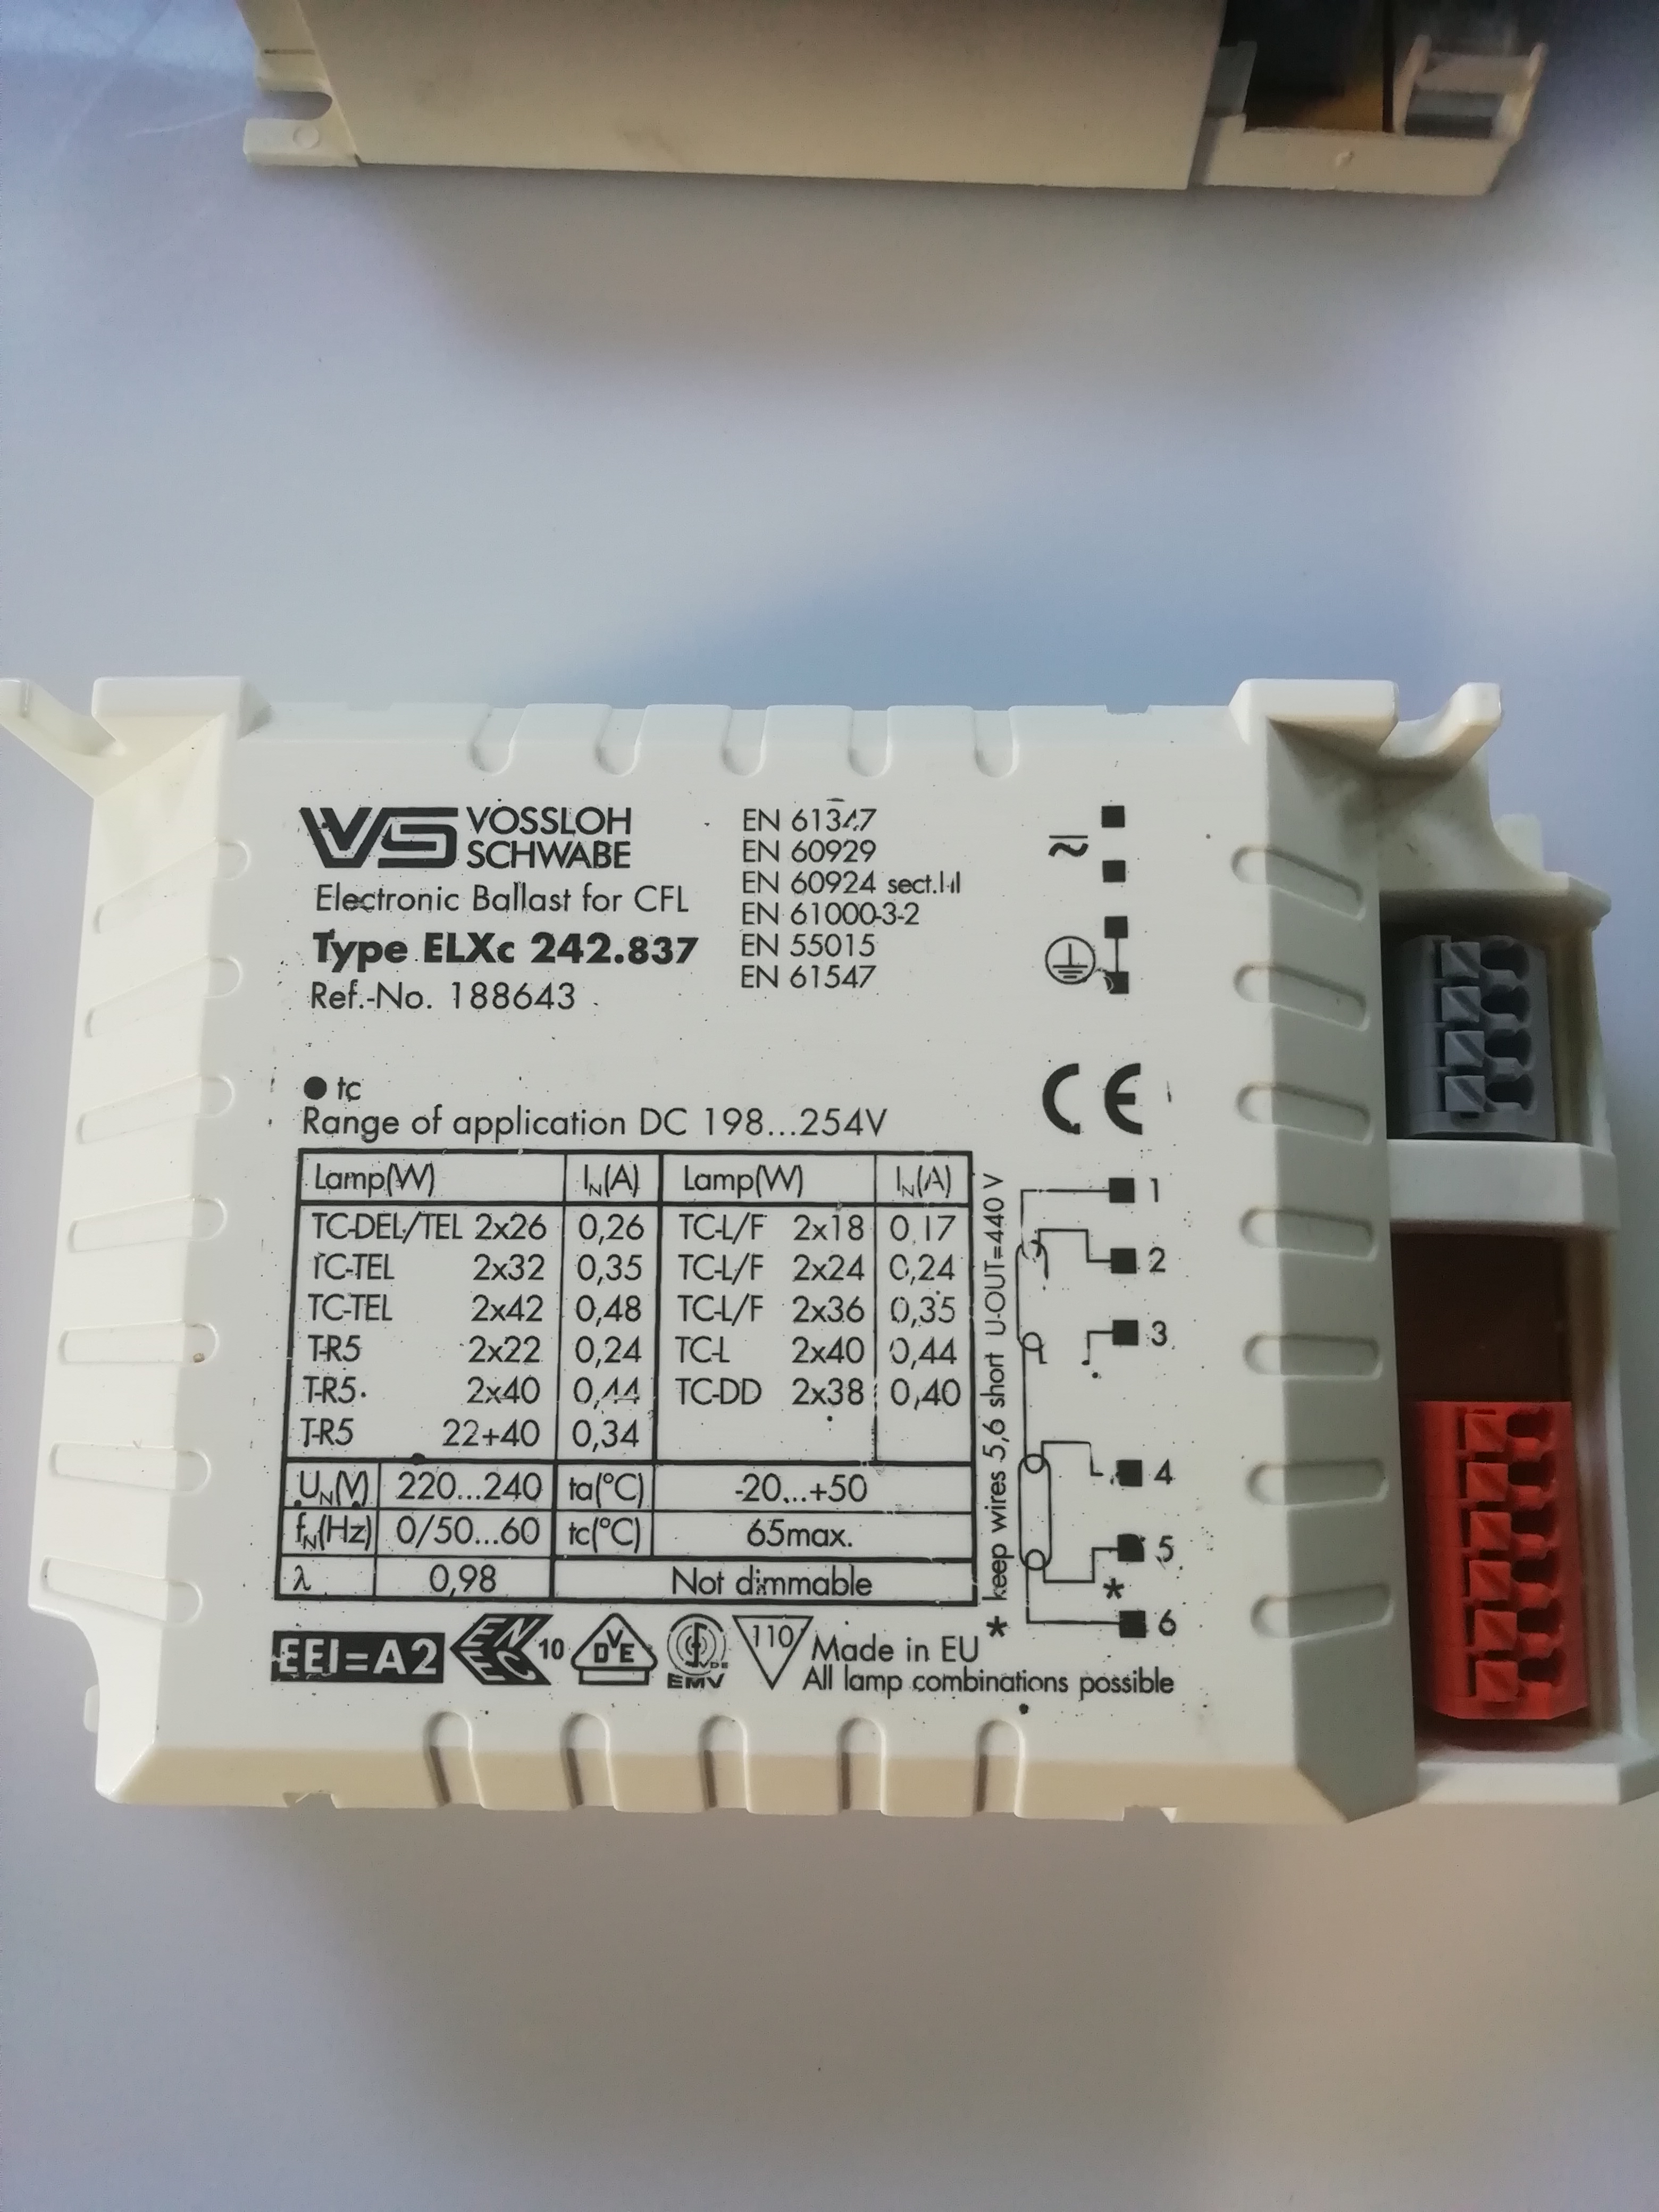 VS VOSSLOH
SCHWABE
Electronic Ballast for CFL
Type ELXc 242.837
Ref.-No. 188643
EN 61347
EN 60929
EN 60924 sect.
EN 61000-3-2
EN 55015
EN 61547
CE
tc
Range of application DC 198...254V
Lamp(W) IN(A) Lamp(W) IN(A)
TC-DEL/TEL 2x26 0,26 TC-L/F 2x18 0,17
TC-TEL 2x32 0,35 TC-L/F 2x24 0,24
TC-TEL 2x42 0,48 TC-L/F 2x36 0,35
T-R5 2x22 0,24 TC-L 2x40 0,44
T-R5 2x40 0,44 TC-DD 2x38 0,40
T-R5 22+40 0,34
UN(V) 220...240 ta(°C) -20...+50
fN(Hz) 0/50...60 tc(°C) 65max.
λ 0,98 Not dimmable
* keep wires 5,6 short U-OUT=440 V
1
2
3
4
5
*
6
EEI=A2 ENEC 10 DVE VDE EMV 110 Made in EU
All lamp combinations possible